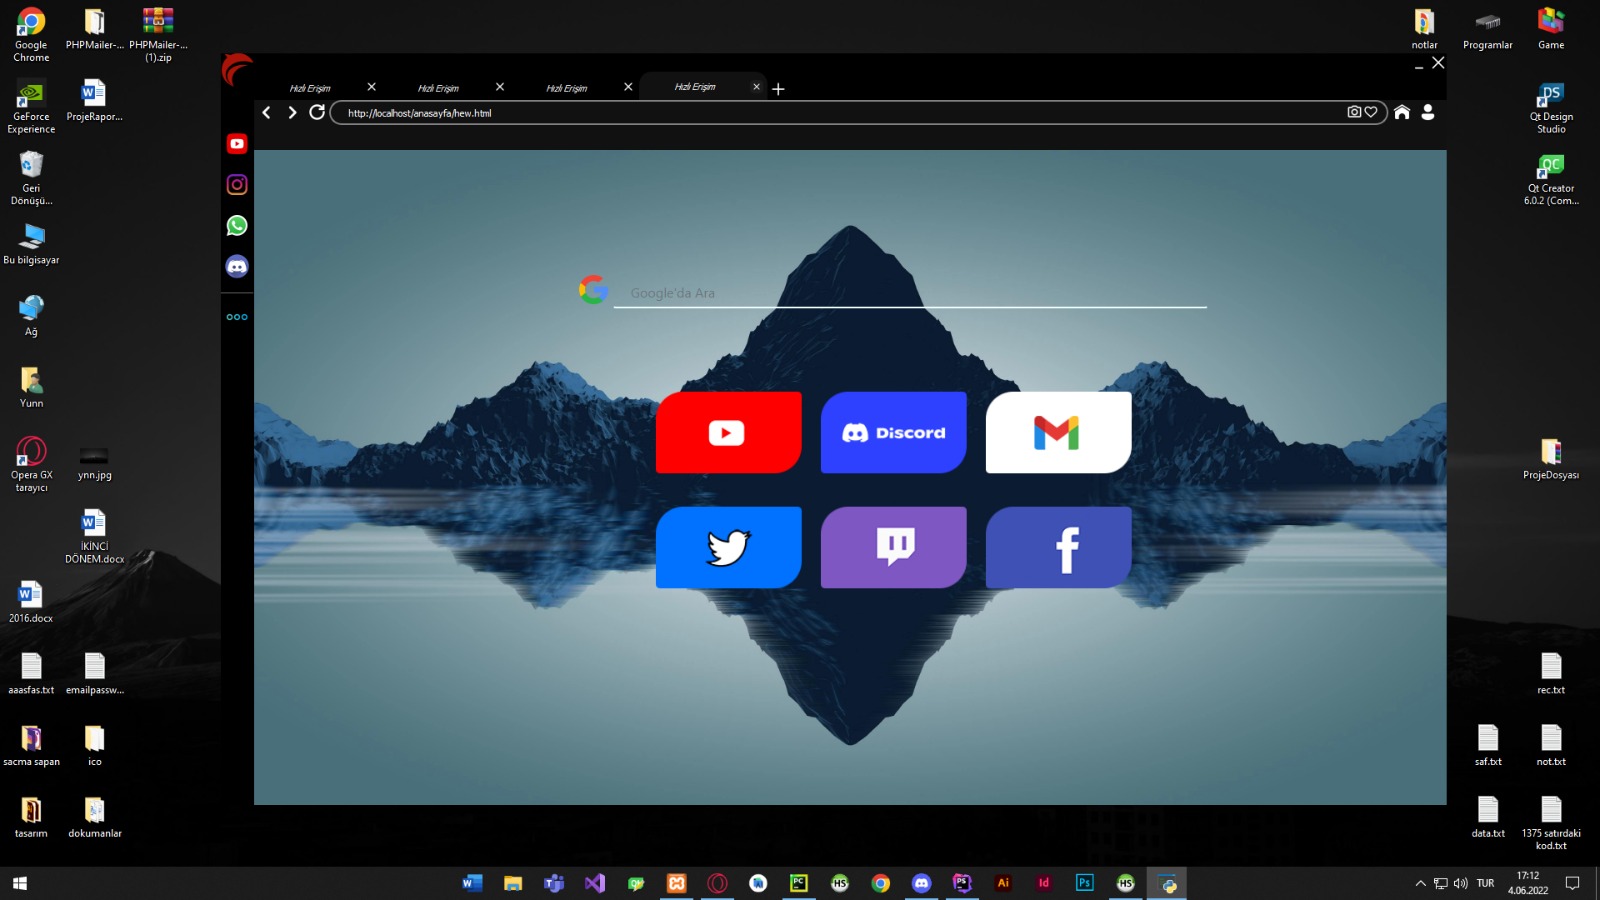 Google
Chrome
PHPMailer-...
PHPMailer-...
(1).zip
notlar
Programlar
Game
Hızlı Erişim
Hızlı Erişim
Hızlı Erişim
Hızlı Erişim
http://localhost/anasayfa/new.html
GeForce
Experience
ProjeRapor...
Qt Design
Studio
Geri
Dönüşü...
Qt Creator
6.0.2 (Com...
Bu bilgisayar
Google'da Ara
Ağ
Yunn
Discord
Opera GX
tarayıcı
ynn.jpg
ProjeDosyası
İKİNCİ
DÖNEM.docx
2016.docx
aaasfas.txt
emailpassw...
rec.txt
sacma sapan
ico
saf.txt
not.txt
tasarım
dokumanlar
data.txt
1375 satırdaki
kod.txt
TUR
17:12
4.06.2022